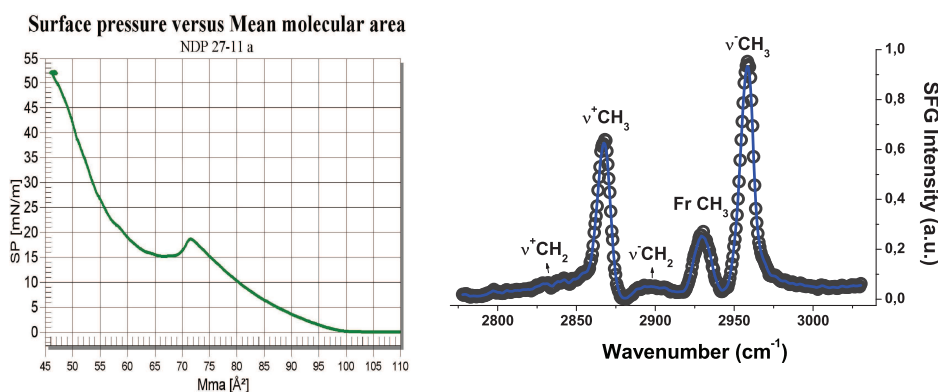 Surface pressure versus Mean molecular area
NDP 27-11 a
SP [mN/m]
55
50
45
40
35
30
25
20
15
10
5
0
45 50 55 60 65 70 75 80 85 90 95 100 110
Mma [Å²]
ν⁺CH₂
ν⁺CH₃
ν⁻CH₂
Fr CH₃
ν⁻CH₃
1,0
0,8
0,6
0,4
0,2
0,0
SFG Intensity (a.u.)
2800 2850 2900 2950 3000
Wavenumber (cm⁻¹)